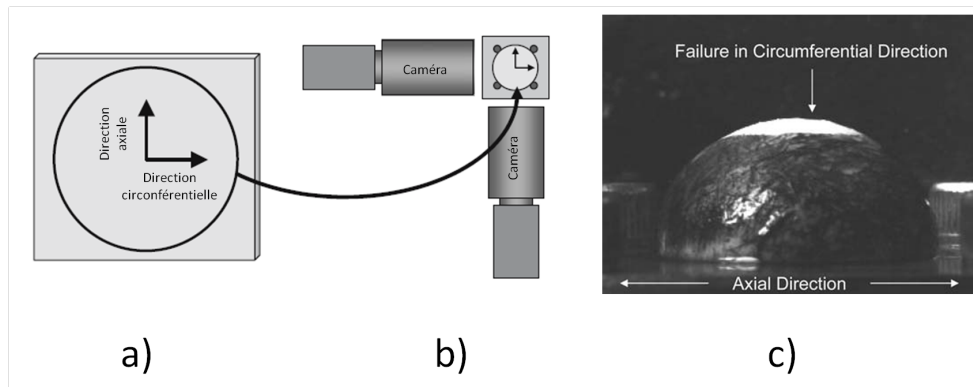 Direction
axiale
Direction
circonférentielle
Caméra
Caméra
Failure in Circumferential Direction
Axial Direction
a)
b)
c)